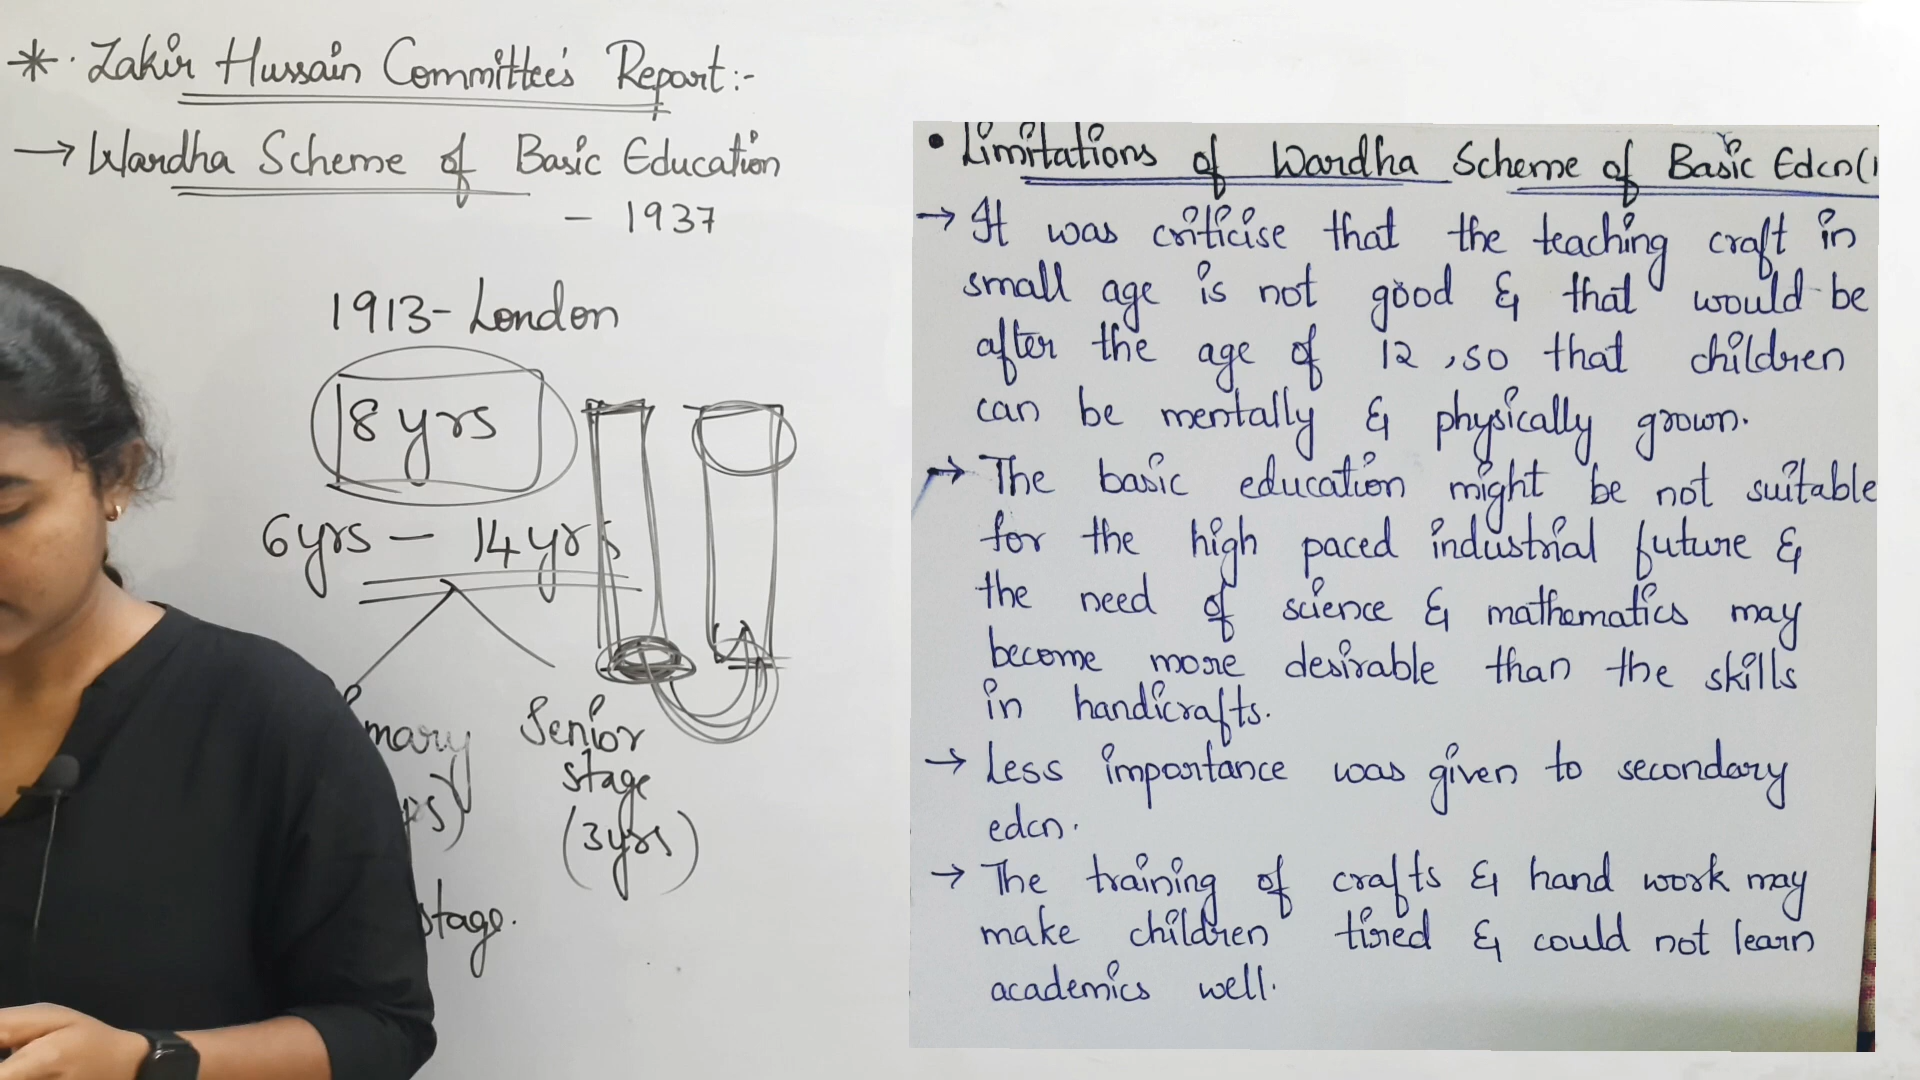 * · Zakir Hussain Committee's Report:-
→ Wardha Scheme of Basic Education
- 1937
1913- London
8 yrs
6yrs - 14 yrs
Senior
stage
(3yrs)
stage.
• Limitations of Wardha Scheme of Basic Edcn(
→ It was criticise that the teaching craft in
small age is not good & that would be
after the age of 12, so that children
can be mentally & physically grown.
→ The basic education might be not suitable
for the high paced industrial future &
the need of science & mathematics may
become more desirable than the skills
in handicrafts.
→ Less importance was given to secondary
edcn.
→ The training of crafts & hand work may
make children tired & could not learn
academics well.